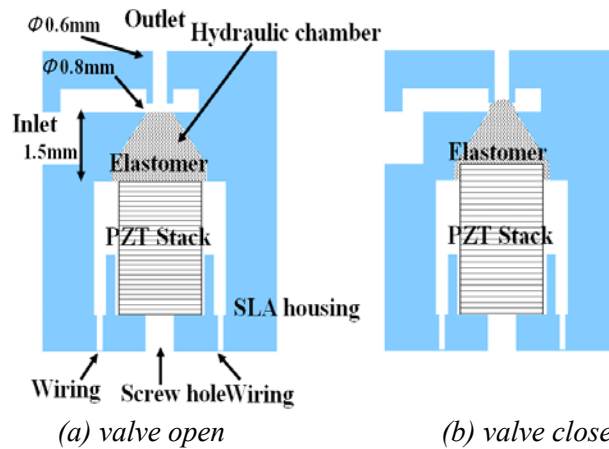 Φ0.6mm
Outlet
Hydraulic chamber
Φ0.8mm
Inlet
1.5mm
Elastomer
PZT Stack
SLA housing
Wiring
Screw hole
Wiring
(a) valve open
Elastomer
PZT Stack
(b) valve close